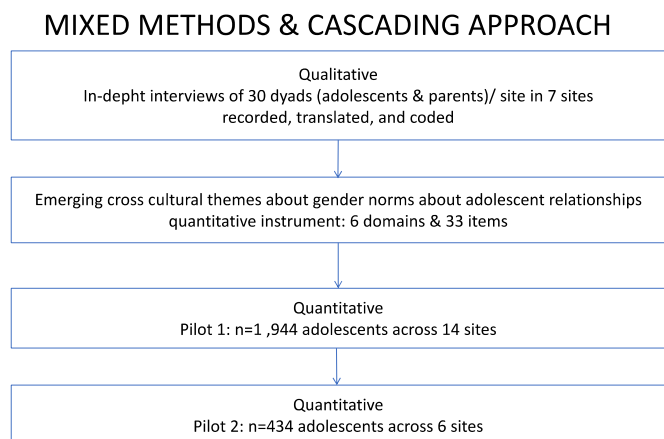 MIXED METHODS & CASCADING APPROACH
Qualitative
In-depht interviews of 30 dyads (adolescents & parents)/ site in 7 sites
recorded, translated, and coded
Emerging cross cultural themes about gender norms about adolescent relationships
quantitative instrument: 6 domains & 33 items
Quantitative
Pilot 1: n=1 ,944 adolescents across 14 sites
Quantitative
Pilot 2: n=434 adolescents across 6 sites